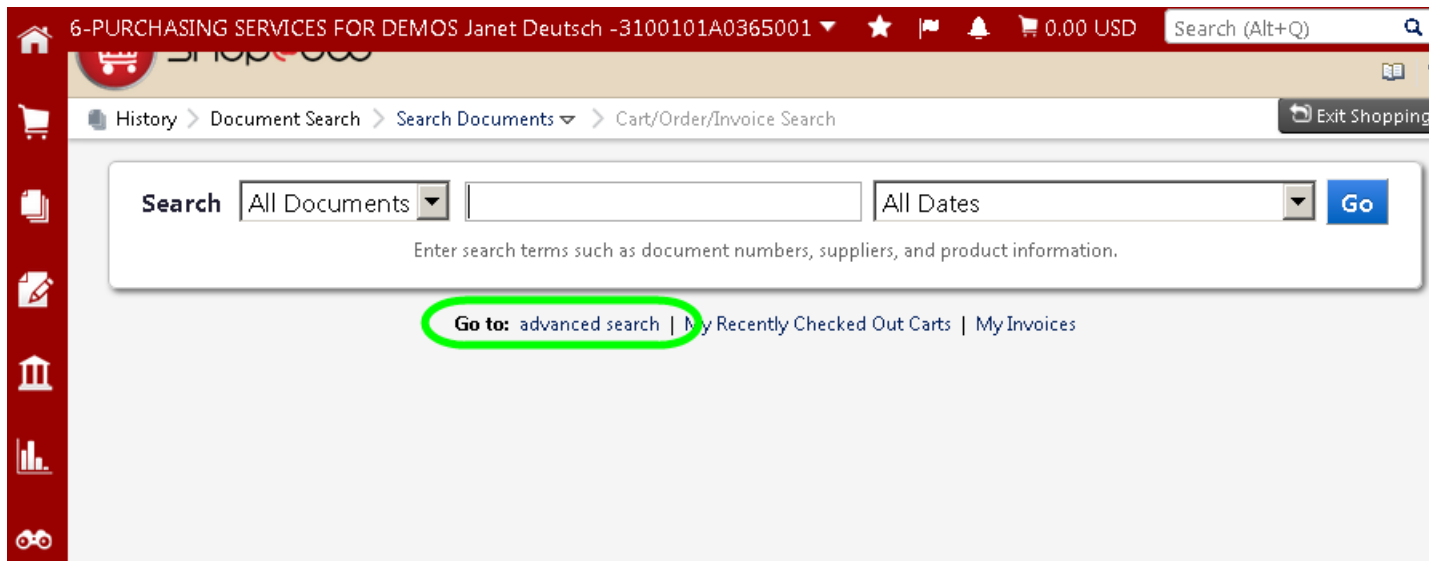 6-PURCHASING SERVICES FOR DEMOS Janet Deutsch -3100101A0365001 0.00 USD Search (Alt+Q)
History > Document Search > Search Documents > Cart/Order/Invoice Search Exit Shopping
Search All Documents All Dates Go
Enter search terms such as document numbers, suppliers, and product information.
Go to: advanced search | My Recently Checked Out Carts | My Invoices